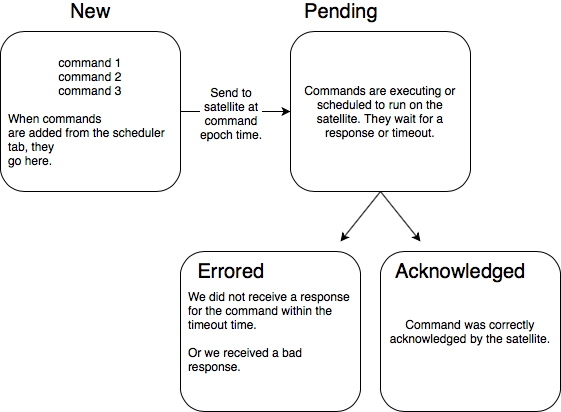 New
command 1
command 2
command 3
When commands
are added from the scheduler
tab, they
go here.
Send to
satellite at
command
epoch time.
Pending
Commands are executing or
scheduled to run on the
satellite. They wait for a
response or timeout.
Errored
We did not receive a response
for the command within the
timeout time.
Or we received a bad
response.
Acknowledged
Command was correctly
acknowledged by the satellite.